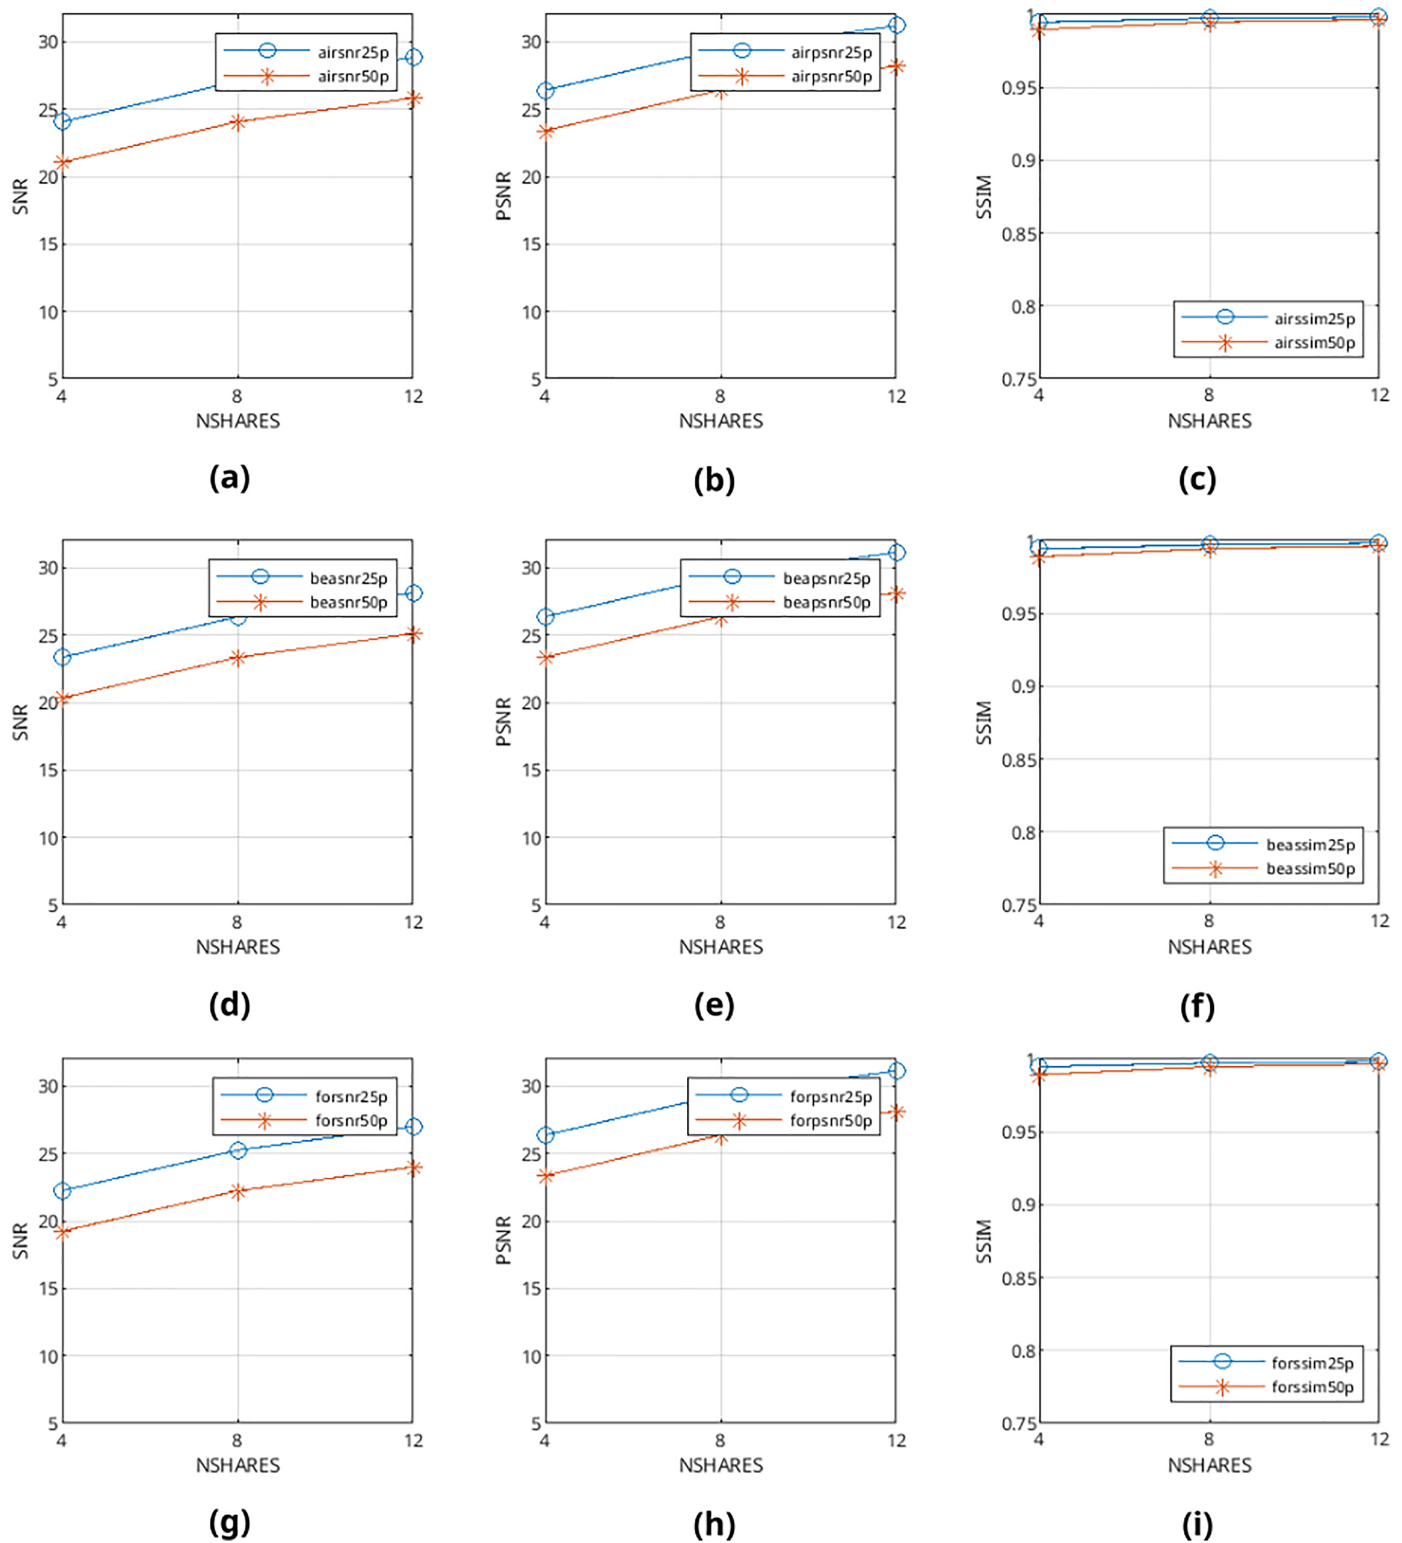 30
25
20
15
10
5
SNR
airsnr25p
airsnr50p
4 8 12
NSHARES
(a)
30
25
20
15
10
5
PSNR
airpsnr25p
airpsnr50p
4 8 12
NSHARES
(b)
1
0.95
0.9
0.85
0.8
0.75
SSIM
airssim25p
airssim50p
4 8 12
NSHARES
(c)
30
25
20
15
10
5
SNR
beasnr25p
beasnr50p
4 8 12
NSHARES
(d)
30
25
20
15
10
5
PSNR
beapsnr25p
beapsnr50p
4 8 12
NSHARES
(e)
1
0.95
0.9
0.85
0.8
0.75
SSIM
beassim25p
beassim50p
4 8 12
NSHARES
(f)
30
25
20
15
10
5
SNR
forsnr25p
forsnr50p
4 8 12
NSHARES
(g)
30
25
20
15
10
5
PSNR
forpsnr25p
forpsnr50p
4 8 12
NSHARES
(h)
1
0.95
0.9
0.85
0.8
0.75
SSIM
forssim25p
forssim50p
4 8 12
NSHARES
(i)